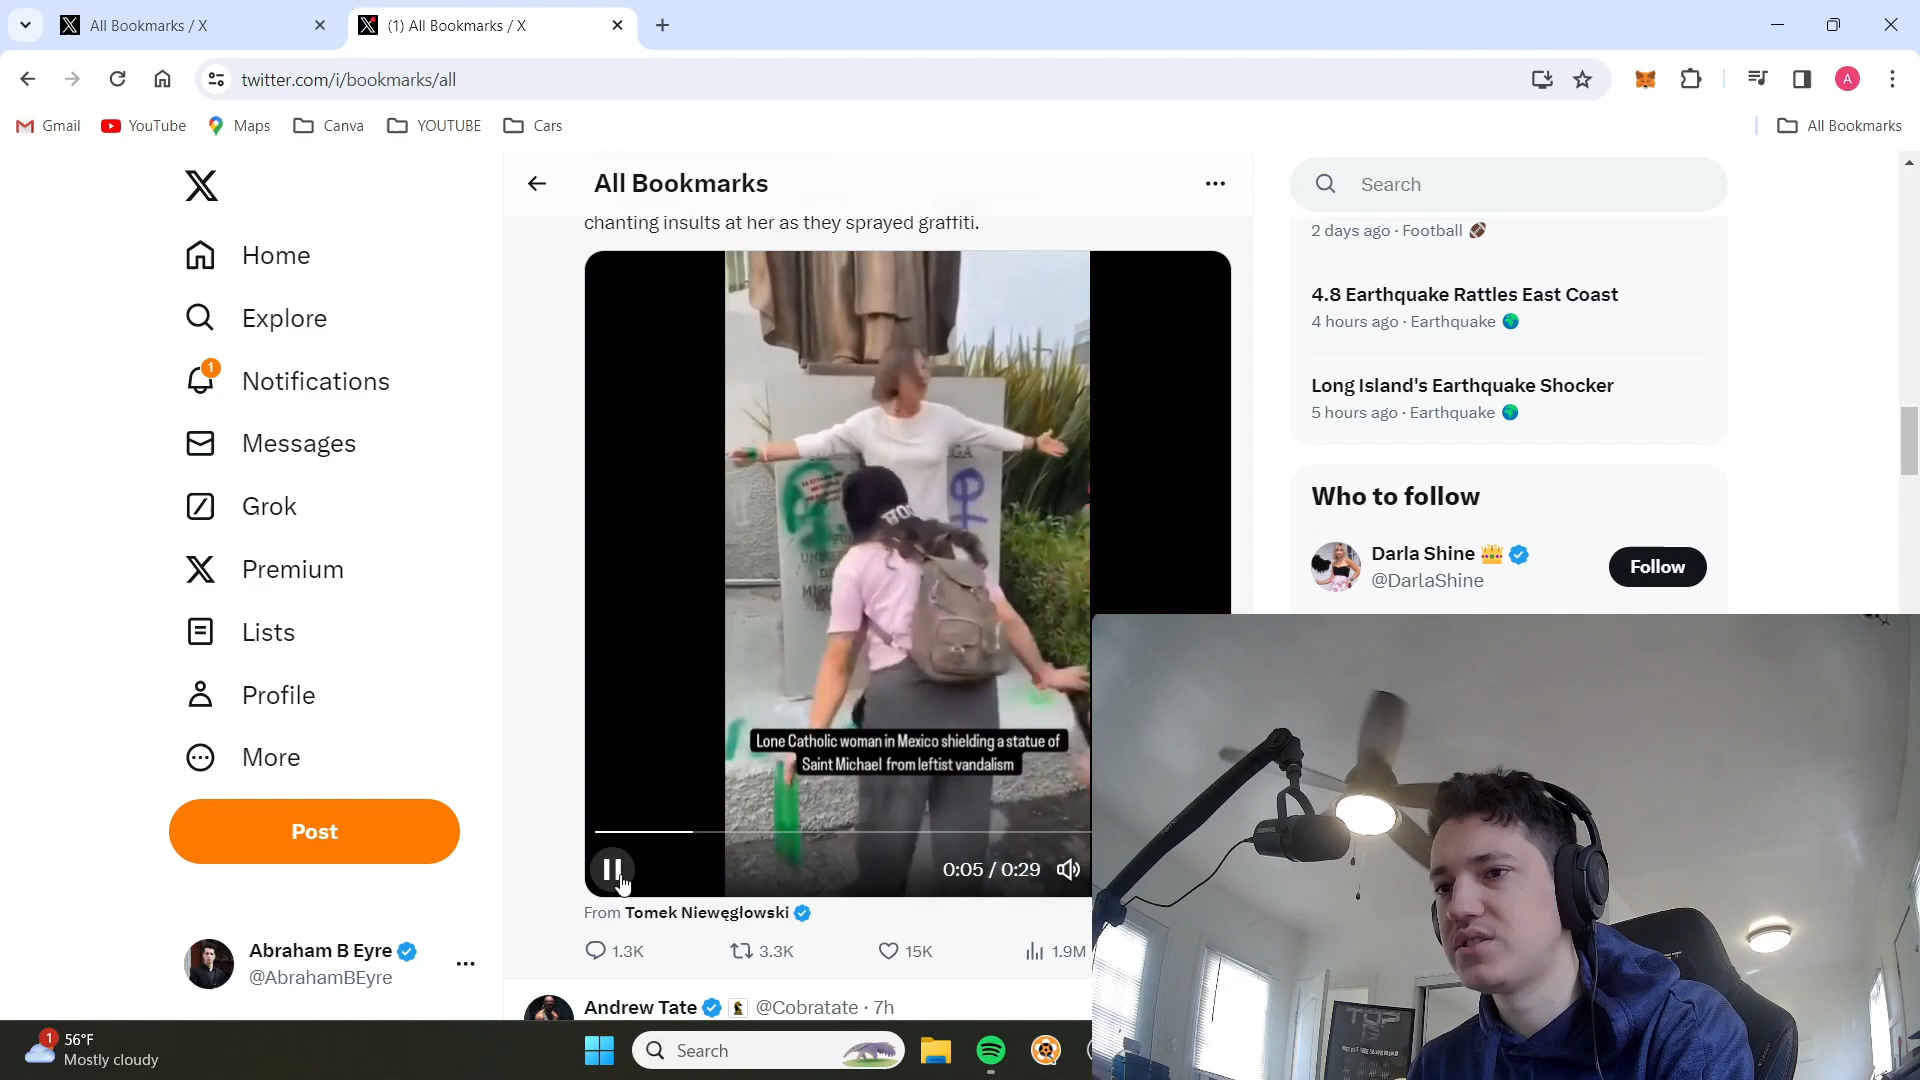 All Bookmarks / X
(1) All Bookmarks / X
twitter.com/i/bookmarks/all
A
Gmail
YouTube
Maps
Canva
YOUTUBE
Cars
All Bookmarks
Home
Explore
1
Notifications
Messages
Grok
Premium
Lists
Profile
More
Post
Abraham B Eyre
@AbrahamBEyre
All Bookmarks
chanting insults at her as they sprayed graffiti.
Lone Catholic woman in Mexico shielding a statue of
Saint Michael from leftist vandalism
0:05 / 0:29
From Tomek Niewęgłowski
1.3K
3.3K
15K
1.9M
Andrew Tate @Cobratate · 7h
Search
2 days ago · Football
4.8 Earthquake Rattles East Coast
4 hours ago · Earthquake
Long Island's Earthquake Shocker
5 hours ago · Earthquake
Who to follow
Darla Shine
@DarlaShine
Follow
TOP
1
56°F
Mostly cloudy
Search